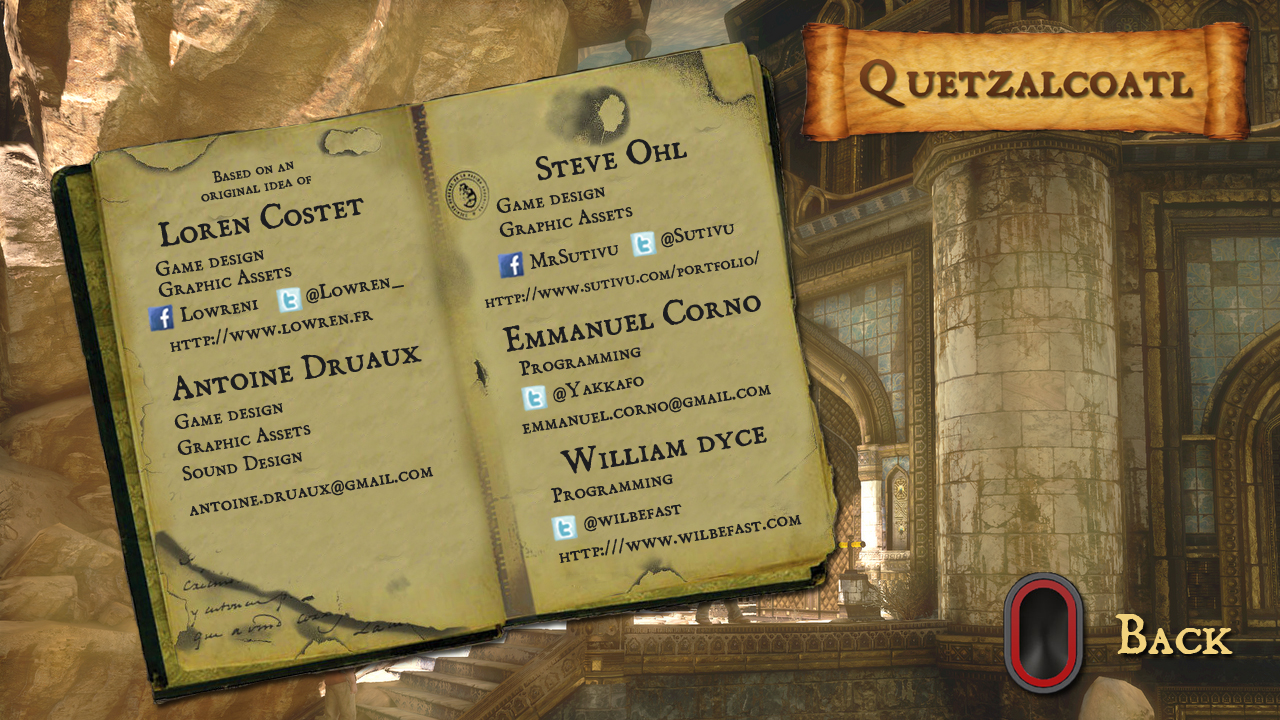 Quetzalcoatl
Based on an
original idea of
Loren Costet
Game design
Graphic Assets
Lowreni @Lowren_
http://www.lowren.fr
Antoine Druaux
Game design
Graphic Assets
Sound Design
antoine.druaux@gmail.com
Steve Ohl
Game design
Graphic Assets
MrSutivu @Sutivu
http://www.sutivu.com/portfolio/
Emmanuel Corno
Programming
@Yakkafo
emmanuel.corno@gmail.com
William dyce
Programming
@wilbefast
http:///www.wilbefast.com
Back